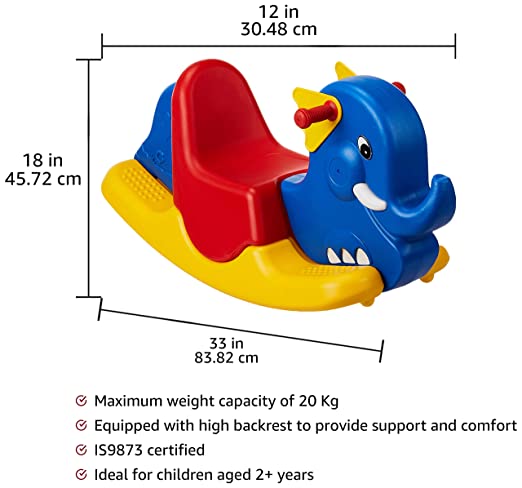 12 in
30.48 cm
18 in
45.72 cm
33 in
83.82 cm
Maximum weight capacity of 20 Kg
Equipped with high backrest to provide support and comfort
IS9873 certified
Ideal for children aged 2+ years